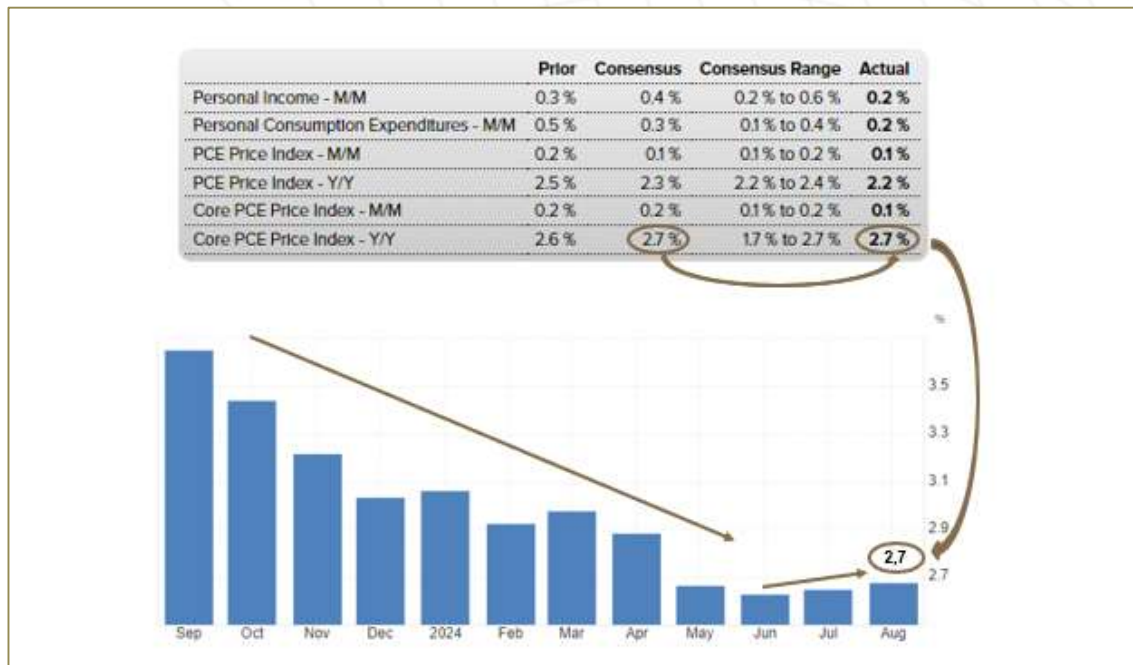 Prior Consensus Consensus Range Actual
Personal Income - M/M 0.3 % 0.4 % 0.2 % to 0.6 % 0.2 %
Personal Consumption Expenditures - M/M 0.5 % 0.3 % 0.1 % to 0.4 % 0.2 %
PCE Price Index - M/M 0.2 % 0.1 % 0.1 % to 0.2 % 0.1 %
PCE Price Index - Y/Y 2.5 % 2.3 % 2.2 % to 2.4 % 2.2 %
Core PCE Price Index - M/M 0.2 % 0.2 % 0.1 % to 0.2 % 0.1 %
Core PCE Price Index - Y/Y 2.6 % 2.7 % 1.7 % to 2.7 % 2.7 %
%
3.5
3.3
3.1
2.9
2,7
2.7
Sep Oct Nov Dec 2024 Feb Mar Apr May Jun Jul Aug